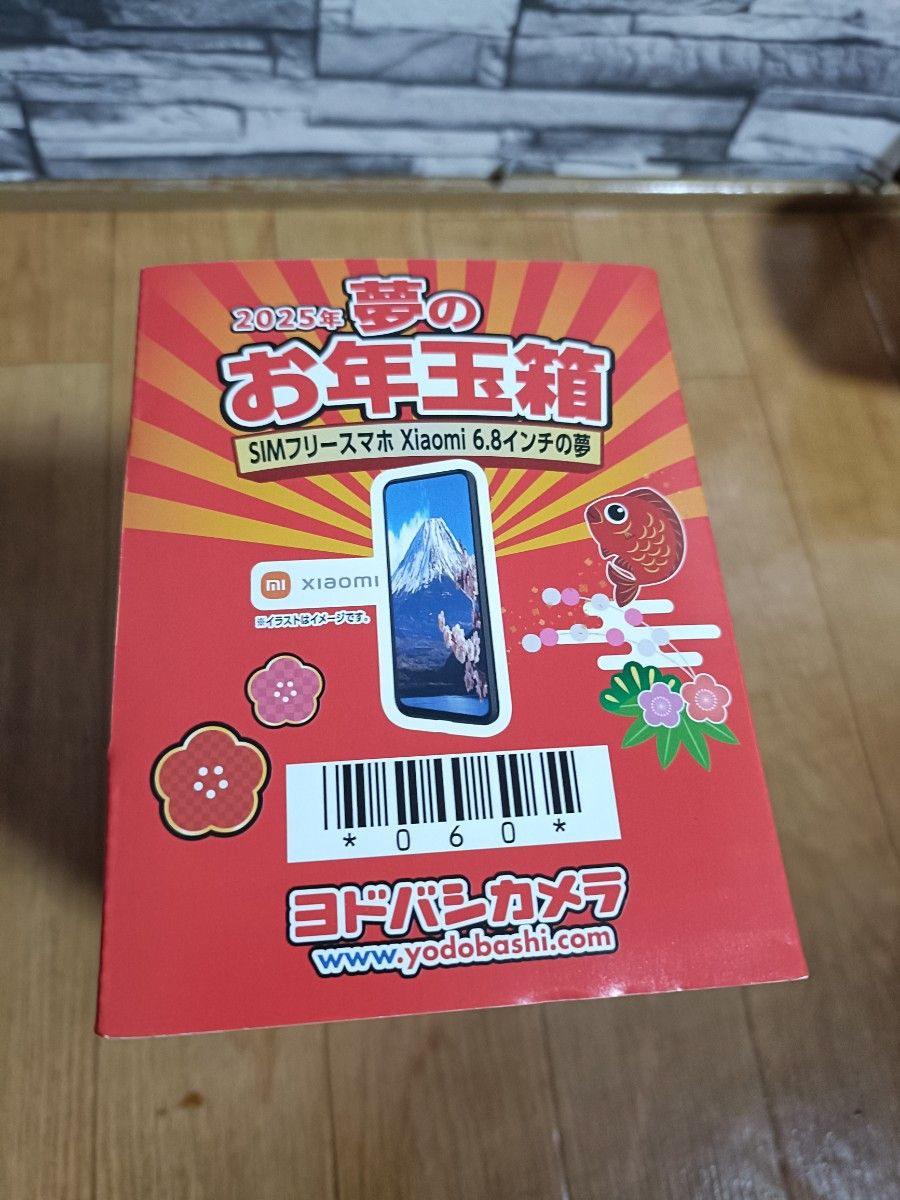 2025年 夢の
お年玉箱
SIMフリースマホ Xiaomi 6.8インチの夢
mi xiaomi
※イラストはイメージです。
*060*
ヨドバシカメラ
www.yodobashi.com